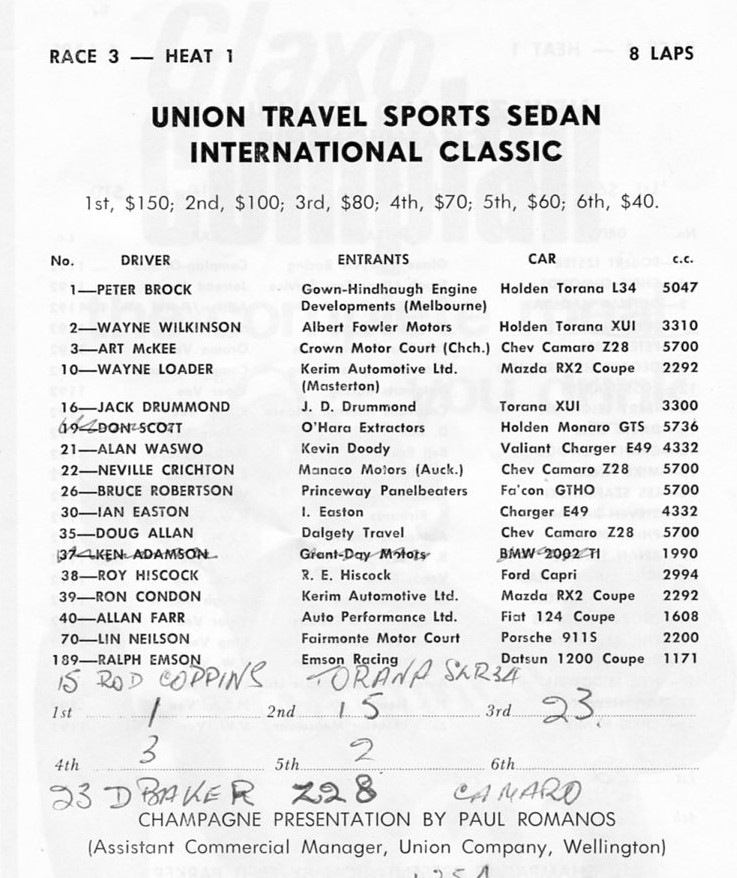 RACE 3 — HEAT 1 8 LAPS
UNION TRAVEL SPORTS SEDAN
INTERNATIONAL CLASSIC
1st, $150; 2nd, $100; 3rd, $80; 4th, $70; 5th, $60; 6th, $40.
No. DRIVER ENTRANTS CAR c.c.
1—PETER BROCK Gown-Hindhaugh Engine Holden Torana L34 5047
Developments (Melbourne)
2—WAYNE WILKINSON Albert Fowler Motors Holden Torana XUI 3310
3—ART McKEE Crown Motor Court (Chch.) Chev Camaro Z28 5700
10—WAYNE LOADER Kerim Automotive Ltd. Mazda RX2 Coupe 2292
(Masterton)
16—JACK DRUMMOND J. D. Drummond Torana XUI 3300
19—DON SCOTT O'Hara Extractors Holden Monaro GTS 5736
21—ALAN WASWO Kevin Doody Valiant Charger E49 4332
22—NEVILLE CRICHTON Manaco Motors (Auck.) Chev Camaro Z28 5700
26—BRUCE ROBERTSON Princeway Panelbeaters Fa'con GTHO 5700
30—IAN EASTON I. Easton Charger E49 4332
35—DOUG ALLAN Dalgety Travel Chev Camaro Z28 5700
37—KEN ADAMSON Grant-Day Motors BMW 2002 TI 1990
38—ROY HISCOCK R. E. Hiscock Ford Capri 2994
39—RON CONDON Kerim Automotive Ltd. Mazda RX2 Coupe 2292
40—ALLAN FARR Auto Performance Ltd. Fiat 124 Coupe 1608
70—LIN NEILSON Fairmonte Motor Court Porsche 911S 2200
189—RALPH EMSON Emson Racing Datsun 1200 Coupe 1171
15 ROD COPPINS TORANA SLR34
1st 1 2nd 15 3rd 23
4th 3 5th 2 6th
23 D BAKER Z28 CAMARO
CHAMPAGNE PRESENTATION BY PAUL ROMANOS
(Assistant Commercial Manager, Union Company, Wellington)